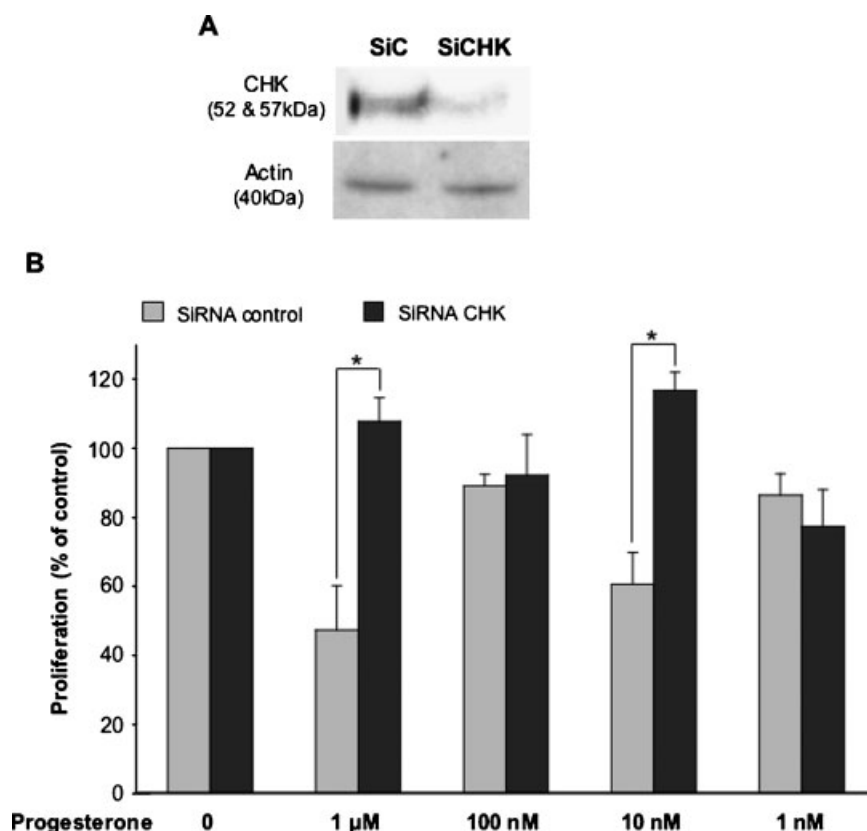 A
SiC SiCHK
CHK
(52 & 57kDa)
Actin
(40kDa)
B
SiRNA control SiRNA CHK
Proliferation (% of control)
120
100
80
60
40
20
0
* *
Progesterone 0 1 µM 100 nM 10 nM 1 nM